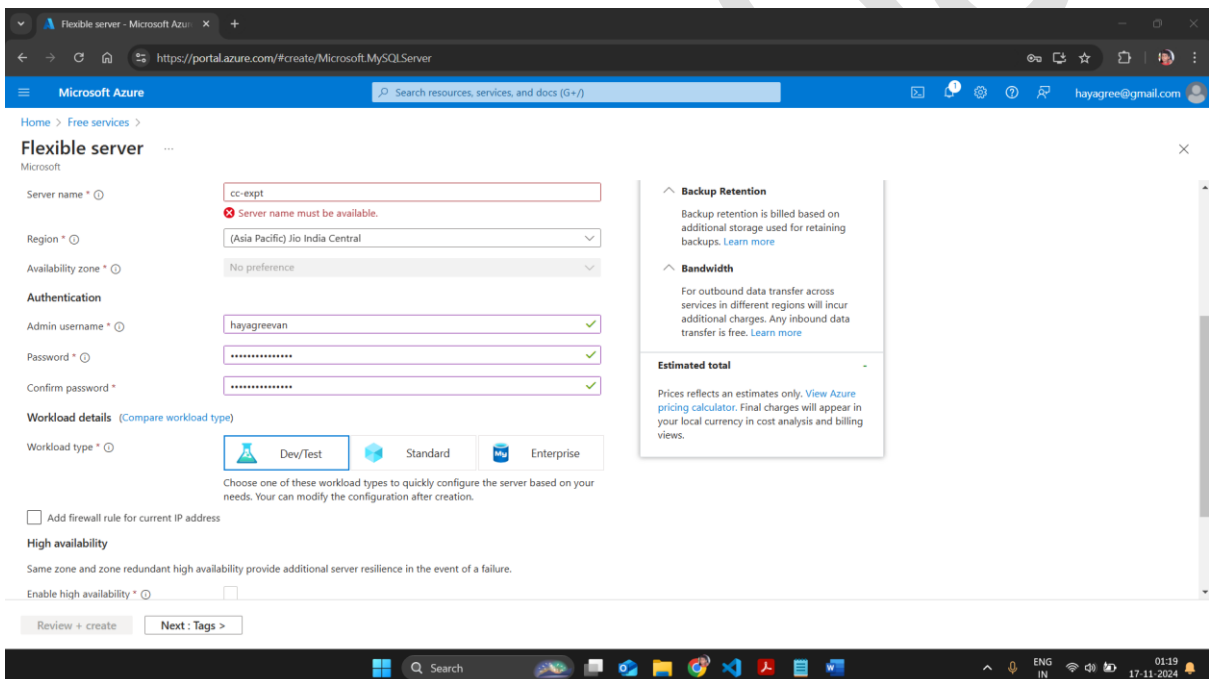 Flexible server - Microsoft Azur
https://portal.azure.com/#create/Microsoft.MySQLServer
Microsoft Azure
Search resources, services, and docs (G+/)
1
hayagree@gmail.com
Home > Free services >
Flexible server ...
Microsoft
Server name *
cc-expt
Server name must be available.
Region *
(Asia Pacific) Jio India Central
Availability zone *
No preference
Authentication
Admin username *
hayagreevan
Password *
•••••••••••••••
Confirm password *
•••••••••••••••
Workload details (Compare workload type)
Workload type *
Dev/Test
Standard
My
Enterprise
Choose one of these workload types to quickly configure the server based on your
needs. Your can modify the configuration after creation.
Add firewall rule for current IP address
High availability
Same zone and zone redundant high availability provide additional server resilience in the event of a failure.
Enable high availability *
Backup Retention
Backup retention is billed based on
additional storage used for retaining
backups. Learn more
Bandwidth
For outbound data transfer across
services in different regions will incur
additional charges. Any inbound data
transfer is free. Learn more
Estimated total -
Prices reflect an estimates only. View Azure
pricing calculator. Final charges will appear in
your local currency in cost analysis and billing
views.
Review + create
Next : Tags >
Search
ENG
IN
01:19
17-11-2024